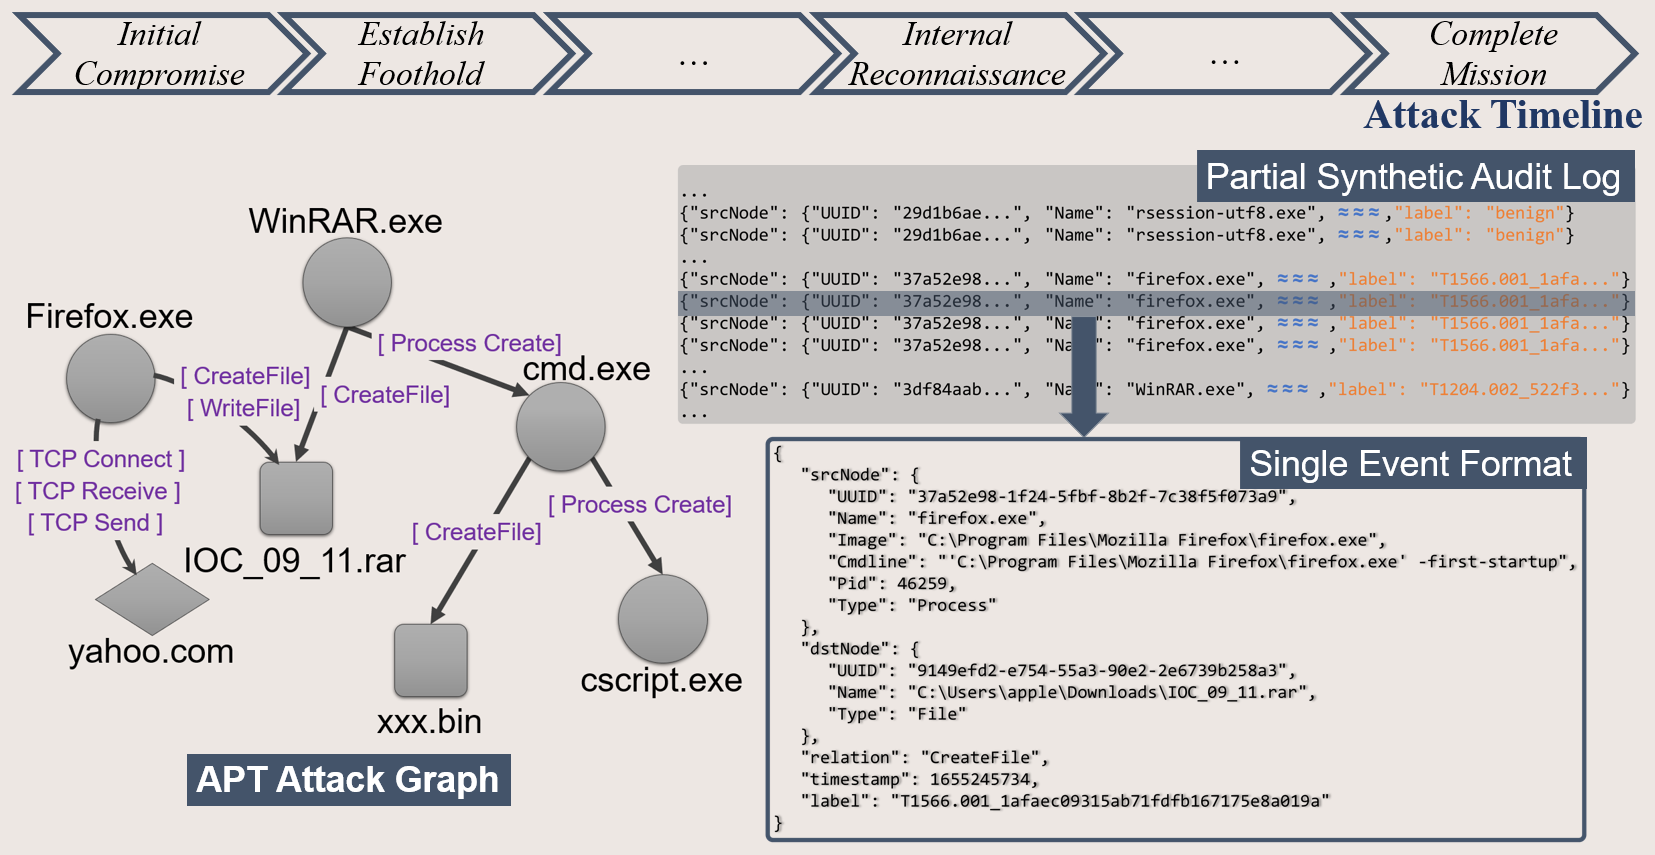 Initial
Compromise
Establish
Foothold
...
Internal
Reconnaissance
...
Complete
Mission
Attack Timeline
WinRAR.exe
Firefox.exe
[ Process Create]
cmd.exe
[ CreateFile]
[ WriteFile]
[ CreateFile]
[ TCP Connect ]
[ TCP Receive ]
[ TCP Send ]
IOC_09_11.rar
[ Process Create]
[ CreateFile]
yahoo.com
xxx.bin
cscript.exe
APT Attack Graph
Partial Synthetic Audit Log
...
{"srcNode": {"UUID": "29d1b6ae...", "Name": "rsession-utf8.exe", ≈≈≈ ,"label": "benign"}
{"srcNode": {"UUID": "29d1b6ae...", "Name": "rsession-utf8.exe", ≈≈≈ ,"label": "benign"}
...
{"srcNode": {"UUID": "37a52e98...", "Name": "firefox.exe", ≈≈≈ ,"label": "T1566.001_1afa..."}
{"srcNode": {"UUID": "37a52e98...", "Name": "firefox.exe", ≈≈≈ ,"label": "T1566.001_1afa..."}
{"srcNode": {"UUID": "37a52e98...", "Name": "firefox.exe", ≈≈≈ ,"label": "T1566.001_1afa..."}
{"srcNode": {"UUID": "37a52e98...", "Name": "firefox.exe", ≈≈≈ ,"label": "T1566.001_1afa..."}
...
{"srcNode": {"UUID": "3df84aab...", "Name": "WinRAR.exe", ≈≈≈ ,"label": "T1204.002_522f3..."}
...
Single Event Format
{
"srcNode": {
"UUID": "37a52e98-1f24-5fbf-8b2f-7c38f5f073a9",
"Name": "firefox.exe",
"Image": "C:\Program Files\Mozilla Firefox\firefox.exe",
"Cmdline": "'C:\Program Files\Mozilla Firefox\firefox.exe' -first-startup",
"Pid": 46259,
"Type": "Process"
},
"dstNode": {
"UUID": "9149efd2-e754-55a3-90e2-2e6739b258a3",
"Name": "C:\Users\apple\Downloads\IOC_09_11.rar",
"Type": "File"
},
"relation": "CreateFile",
"timestamp": 1655245734,
"label": "T1566.001_1afaec09315ab71fdfb167175e8a019a"
}